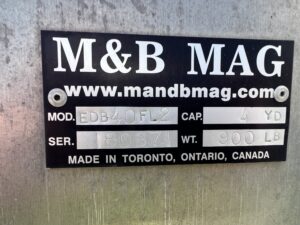 M&B MAG
www.mandbmag.com
MOD. EDB40FL2 CAP. 4 YD
SER. WT. 900 LB
MADE IN TORONTO, ONTARIO, CANADA